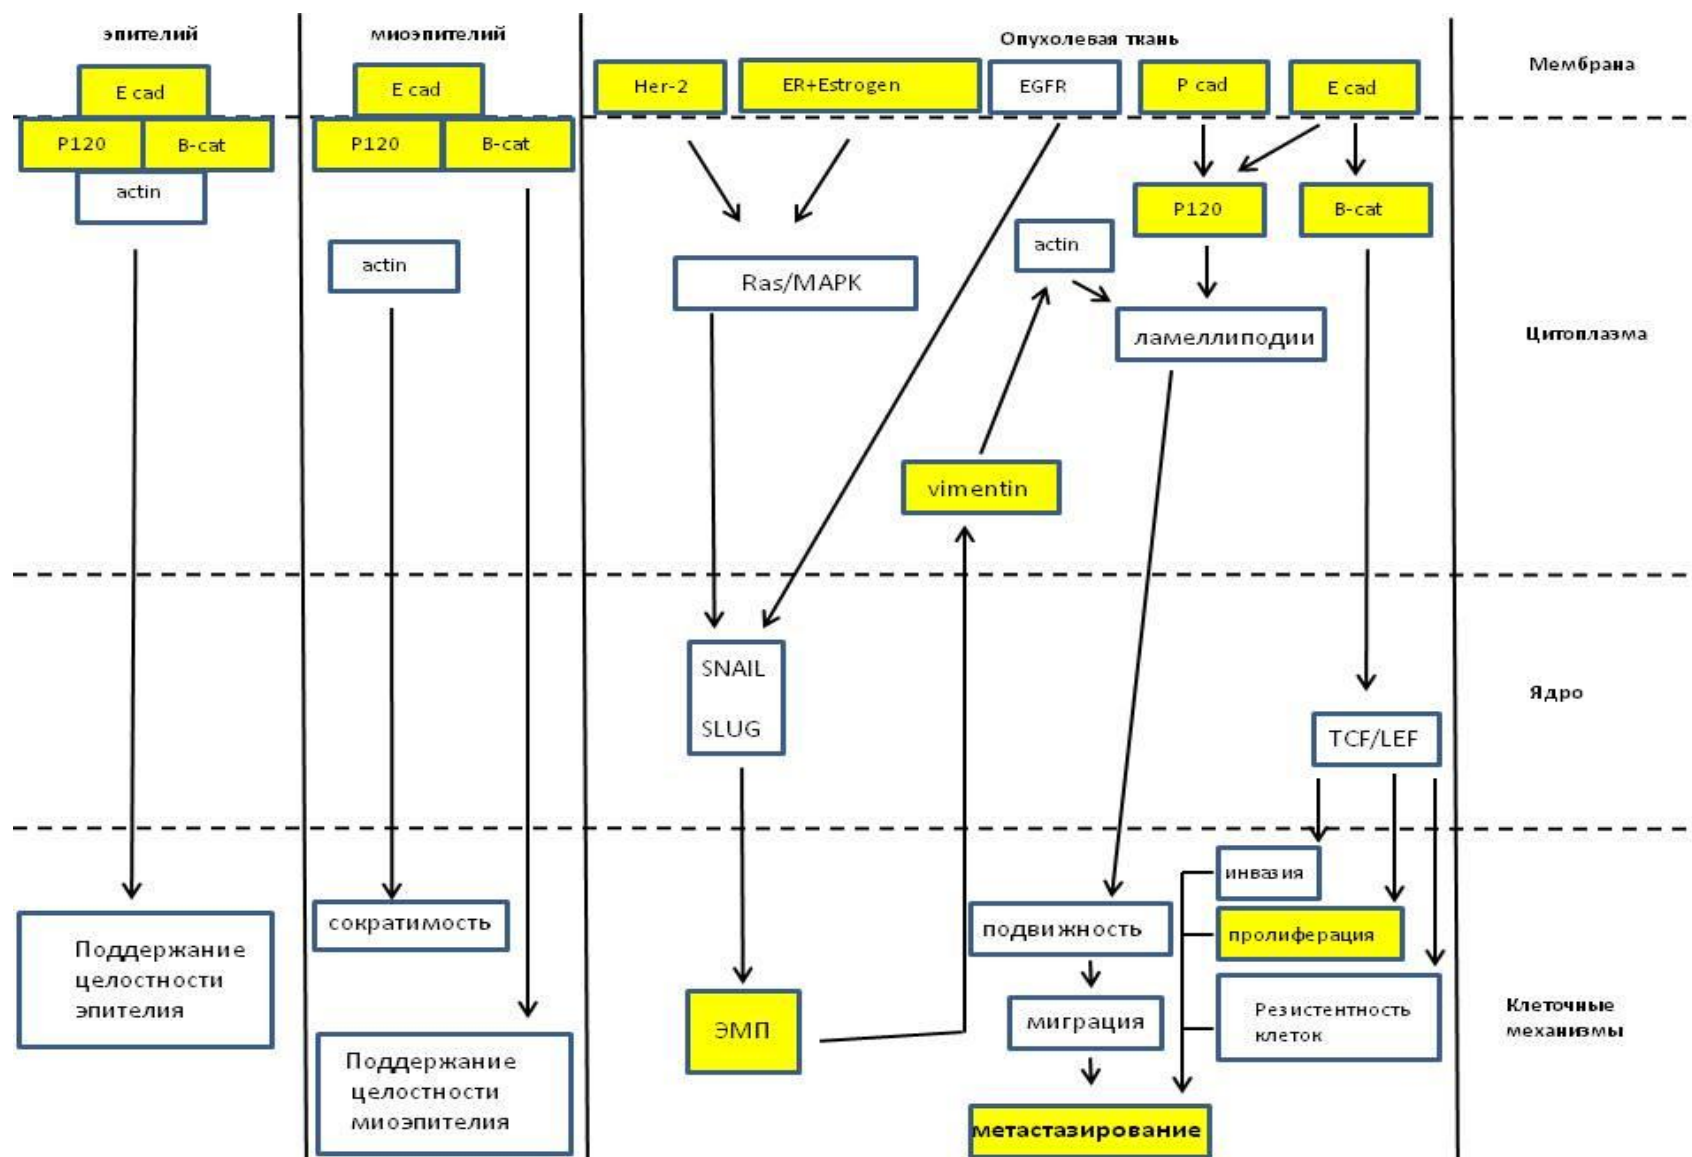 эпителий
миоэпителий
Опухолевая ткань
Мембрана
E cad
E cad
Her-2
ER+Estrogen
EGFR
P cad
E cad
P120
B-cat
P120
B-cat
actin
P120
B-cat
actin
actin
Ras/MAPK
ламеллиподии
Цитоплазма
vimentin
SNAIL
SLUG
Ядро
TCF/LEF
инвазия
сократимость
подвижность
пролиферация
Поддержание
целостности
эпителия
ЭМП
миграция
Резистентность
клеток
Клеточные
механизмы
Поддержание
целостности
миоэпителия
метастазирование